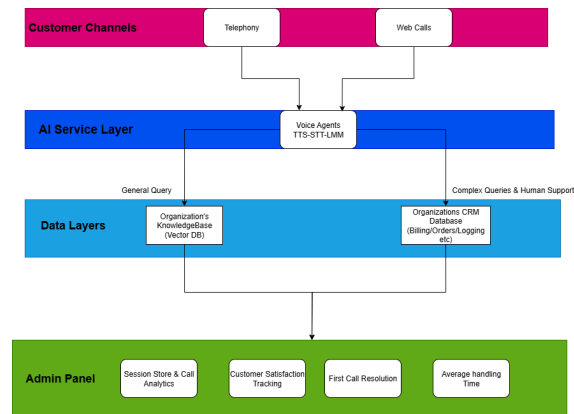 Customer Channels
Telephony
Web Calls
AI Service Layer
Voice Agents
TTS-STT-LMM
General Query
Complex Queries & Human Support
Data Layers
Organization's
KnowledgeBase
(Vector DB)
Organizations CRM
Database
(Billing/Orders/Logging
etc)
Admin Panel
Session Store & Call
Analytics
Customer Satisfaction
Tracking
First Call Resolution
Average handling
Time